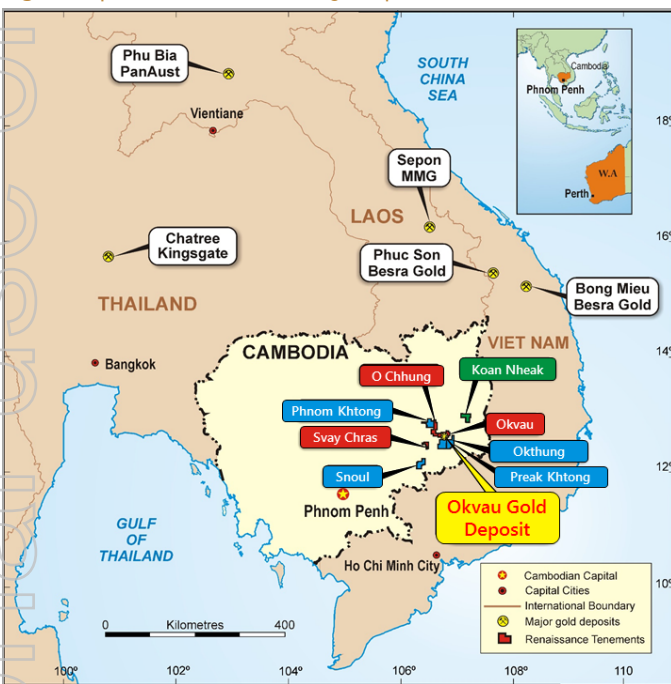 Phu Bia
PanAust
Vientiane
SOUTH
CHINA
SEA
Cambodia
Phnom Penh
W.A
Perth
18°
Sepon
MMG
LAOS
16°
Chatree
Kingsgate
Phuc Son
Besra Gold
Bong Mieu
Besra Gold
THAILAND
VIET NAM
14°
CAMBODIA
Bangkok
O Chhung
Koan Nheak
Phnom Khtong
Okvau
Svay Chras
Okthung
12°
Snoul
Preak Khtong
Phnom Penh
Okvau Gold
Deposit
GULF
OF
THAILAND
Ho Chi Minh City
10°
Cambodian Capital
Capital Cities
International Boundary
Major gold deposits
Renaissance Tenements
0 Kilometres 400
100° 102° 104° 106° 108° 110